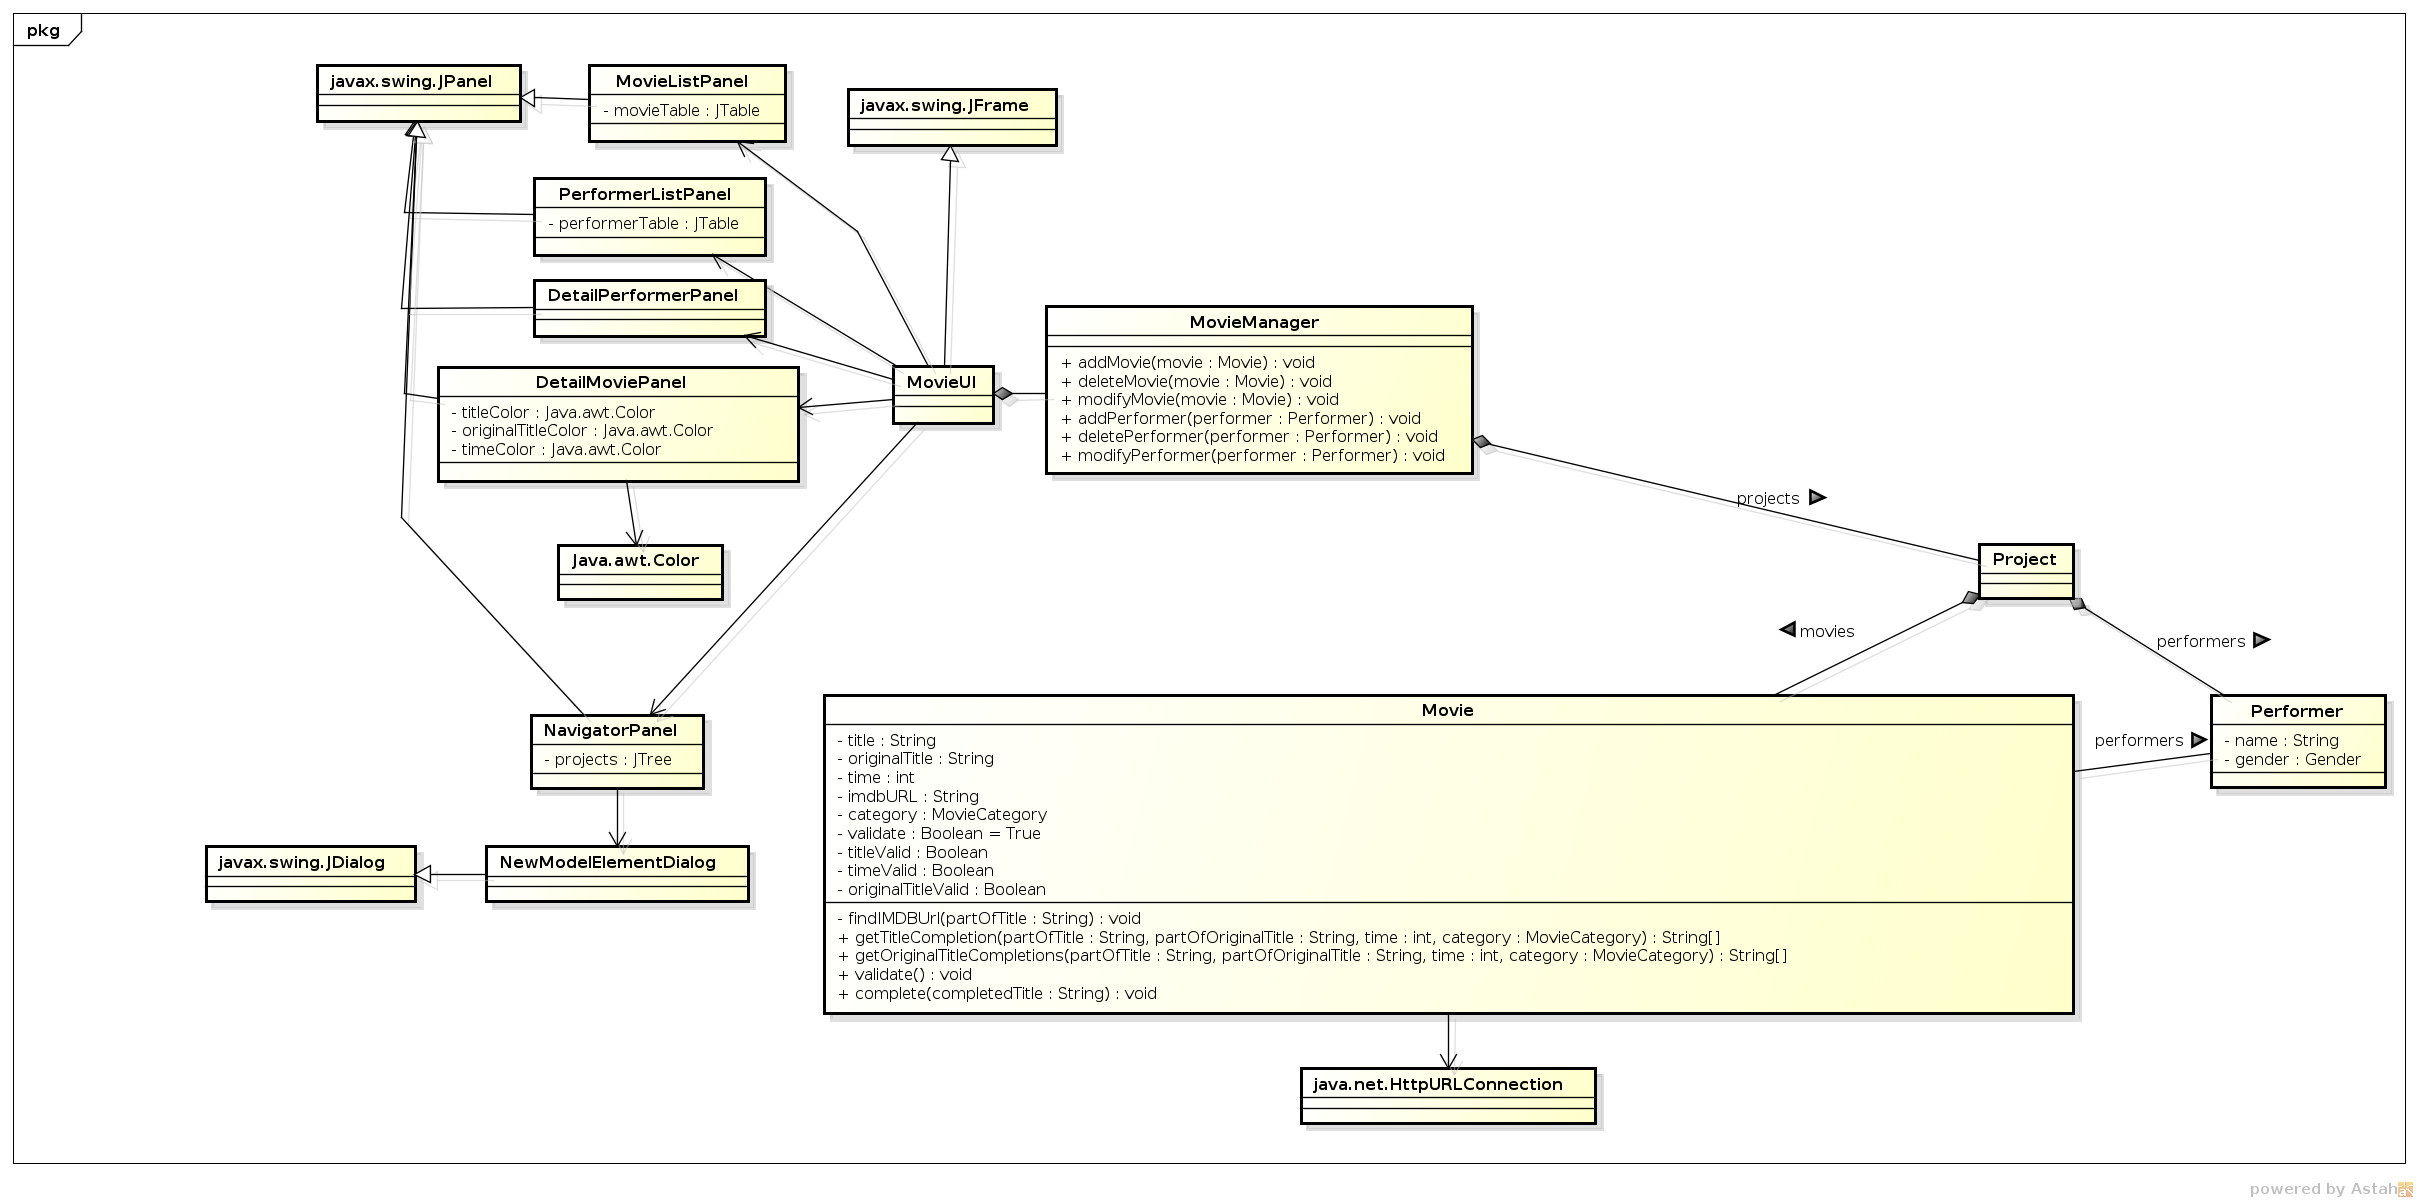 pkg
javax.swing.JPanel
MovieListPanel
- movieTable : JTable
javax.swing.JFrame
PerformerListPanel
- performerTable : JTable
DetailPerformerPanel
DetailMoviePanel
- titleColor : Java.awt.Color
- originalTitleColor : Java.awt.Color
- timeColor : Java.awt.Color
MovieUI
MovieManager
+ addMovie(movie : Movie) : void
+ deleteMovie(movie : Movie) : void
+ modifyMovie(movie : Movie) : void
+ addPerformer(performer : Performer) : void
+ deletePerformer(performer : Performer) : void
+ modifyPerformer(performer : Performer) : void
projects
Java.awt.Color
Project
movies
performers
NavigatorPanel
- projects : JTree
Movie
- title : String
- originalTitle : String
- time : int
- imdbURL : String
- category : MovieCategory
- validate : Boolean = True
- titleValid : Boolean
- timeValid : Boolean
- originalTitleValid : Boolean
- findIMDBUrl(partOfTitle : String) : void
+ getTitleCompletion(partOfTitle : String, partOfOriginalTitle : String, time : int, category : MovieCategory) : String[]
+ getOriginalTitleCompletions(partOfTitle : String, partOfOriginalTitle : String, time : int, category : MovieCategory) : String[]
+ validate() : void
+ complete(completedTitle : String) : void
performers
Performer
- name : String
- gender : Gender
javax.swing.JDialog
NewModelElementDialog
java.net.HttpURLConnection
powered by Astah